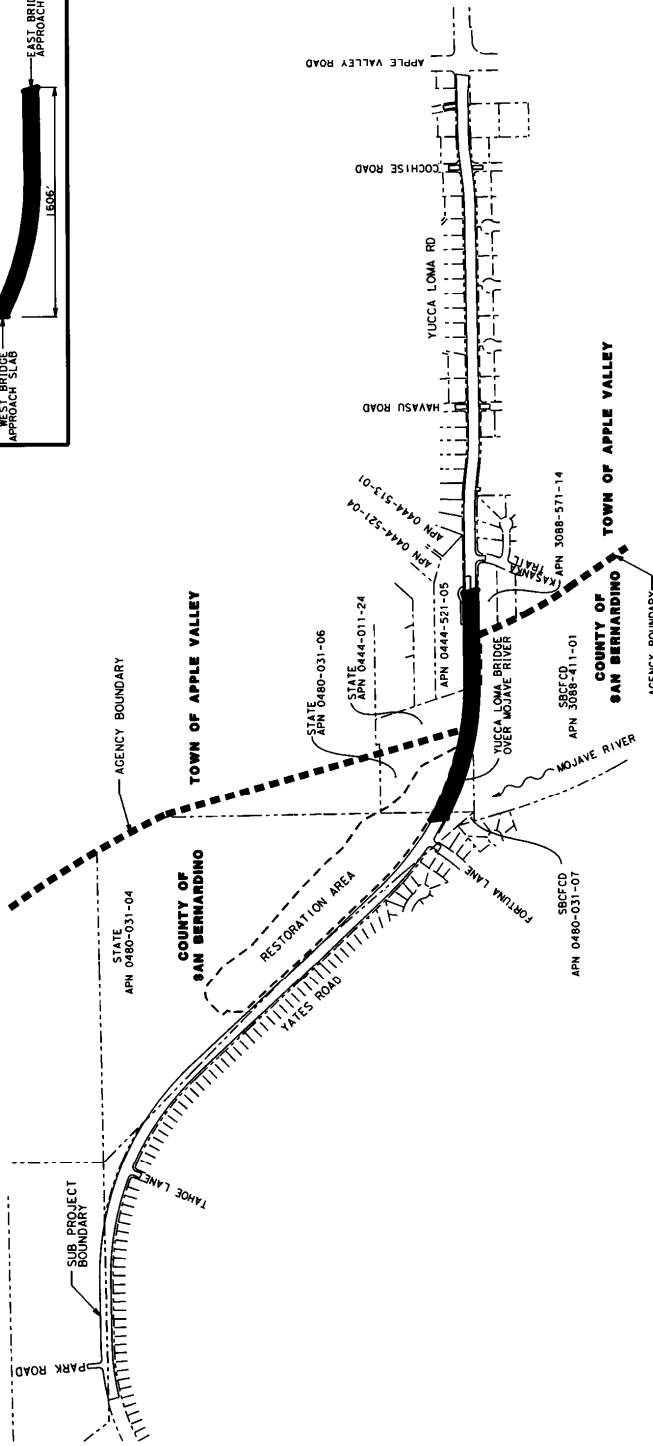 EAST BRID
APPROACH
1606'
WEST BRIDGE
APPROACH SLAB
APPLE VALLEY ROAD
COCHISE ROAD
YUCCA LOMA RD
HAVASU ROAD
APN 0444-513-01
APN 0444-521-04
APN 0444-521-05
KASANKA
TRAIL
APN 3088-571-14
TOWN OF APPLE VALLEY
COUNTY OF
SAN BERNARDINO
AGENCY BOUNDARY
SBCFCD
APN 3088-411-01
YUCCA LOMA BRIDGE
OVER MOJAVE RIVER
MOJAVE RIVER
STATE
APN 0444-011-24
STATE
APN 0480-031-06
TOWN OF APPLE VALLEY
AGENCY BOUNDARY
COUNTY OF
SAN BERNARDINO
STATE
APN 0480-031-04
RESTORATION AREA
FORTUNA LANE
SBCFCD
APN 0480-031-07
YATES ROAD
TAHOE LANE
SUB PROJECT
BOUNDARY
PARK ROAD